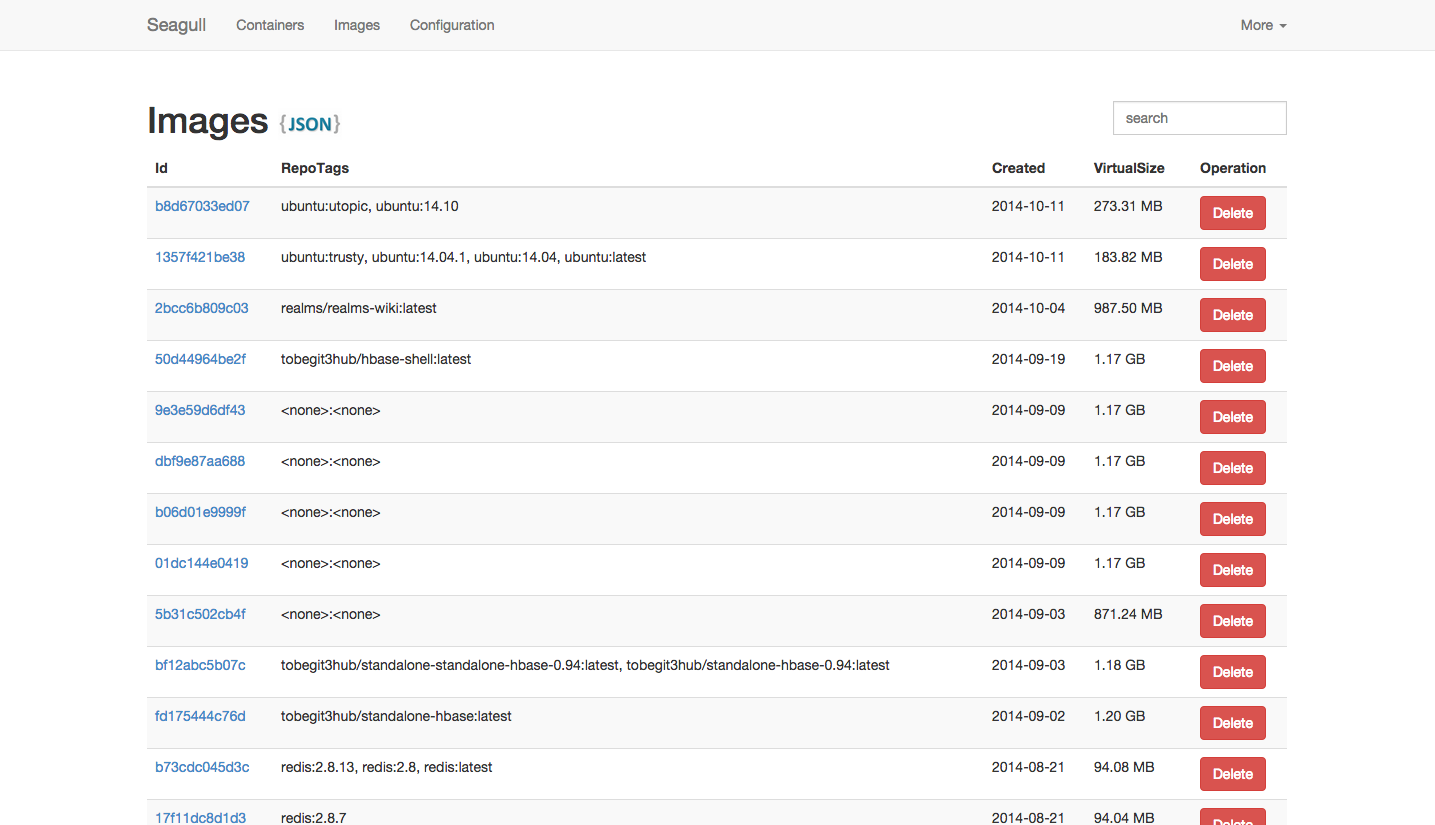 Seagull Containers Images Configuration More
Images {JSON} search
Id RepoTags Created VirtualSize Operation
b8d67033ed07 ubuntu:utopic, ubuntu:14.10 2014-10-11 273.31 MB Delete
1357f421be38 ubuntu:trusty, ubuntu:14.04.1, ubuntu:14.04, ubuntu:latest 2014-10-11 183.82 MB Delete
2bcc6b809c03 realms/realms-wiki:latest 2014-10-04 987.50 MB Delete
50d44964be2f tobegit3hub/hbase-shell:latest 2014-09-19 1.17 GB Delete
9e3e59d6df43 <none>:<none> 2014-09-09 1.17 GB Delete
dbf9e87aa688 <none>:<none> 2014-09-09 1.17 GB Delete
b06d01e9999f <none>:<none> 2014-09-09 1.17 GB Delete
01dc144e0419 <none>:<none> 2014-09-09 1.17 GB Delete
5b31c502cb4f <none>:<none> 2014-09-03 871.24 MB Delete
bf12abc5b07c tobegit3hub/standalone-standalone-hbase-0.94:latest, tobegit3hub/standalone-hbase-0.94:latest 2014-09-03 1.18 GB Delete
fd175444c76d tobegit3hub/standalone-hbase:latest 2014-09-02 1.20 GB Delete
b73cdc045d3c redis:2.8.13, redis:2.8, redis:latest 2014-08-21 94.08 MB Delete
17f11dc8d1d3 redis:2.8.7 2014-08-21 94.04 MB Delete